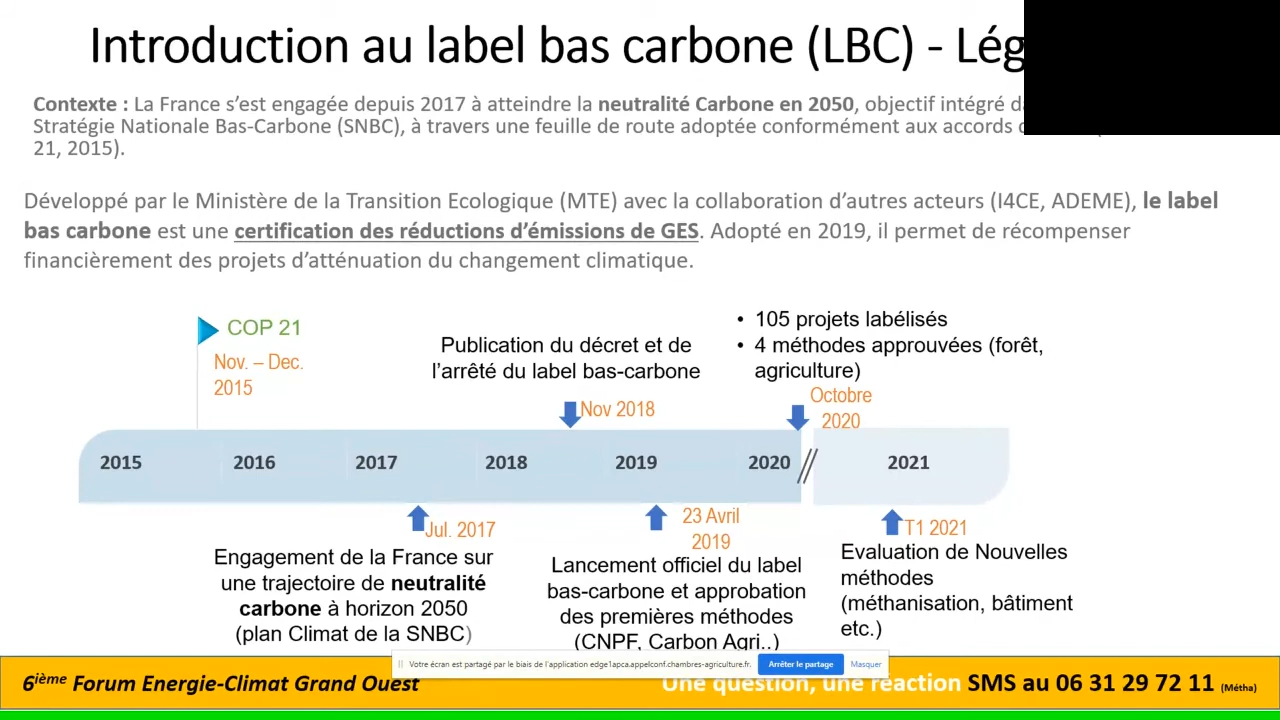 Introduction au label bas carbone (LBC) - Lég
Contexte : La France s’est engagée depuis 2017 à atteindre la neutralité Carbone en 2050, objectif intégré
Stratégie Nationale Bas-Carbone (SNBC), à travers une feuille de route adoptée conformément aux accords
21, 2015).
Développé par le Ministère de la Transition Ecologique (MTE) avec la collaboration d’autres acteurs (I4CE, ADEME), le label
bas carbone est une certification des réductions d’émissions de GES. Adopté en 2019, il permet de récompenser
financièrement des projets d’atténuation du changement climatique.
COP 21
Nov. – Dec.
2015
Publication du décret et de
l’arrêté du label bas-carbone
Nov 2018
• 105 projets labélisés
• 4 méthodes approuvées (forêt,
agriculture)
Octobre
2020
2015 2016 2017 2018 2019 2020 2021
Jul. 2017
Engagement de la France sur
une trajectoire de neutralité
carbone à horizon 2050
(plan Climat de la SNBC)
23 Avril
2019
Lancement officiel du label
bas-carbone et approbation
des premières méthodes
(CNPF, Carbon Agri..)
T1 2021
Evaluation de Nouvelles
méthodes
(méthanisation, bâtiment
etc.)
Votre écran est partagé par le biais de l'application edge1apca.appelconf.chambres-agriculture.fr. Arrêter le partage Masquer
6ième Forum Energie-Climat Grand Ouest
Une question, une réaction SMS au 06 31 29 72 11 (Métha)